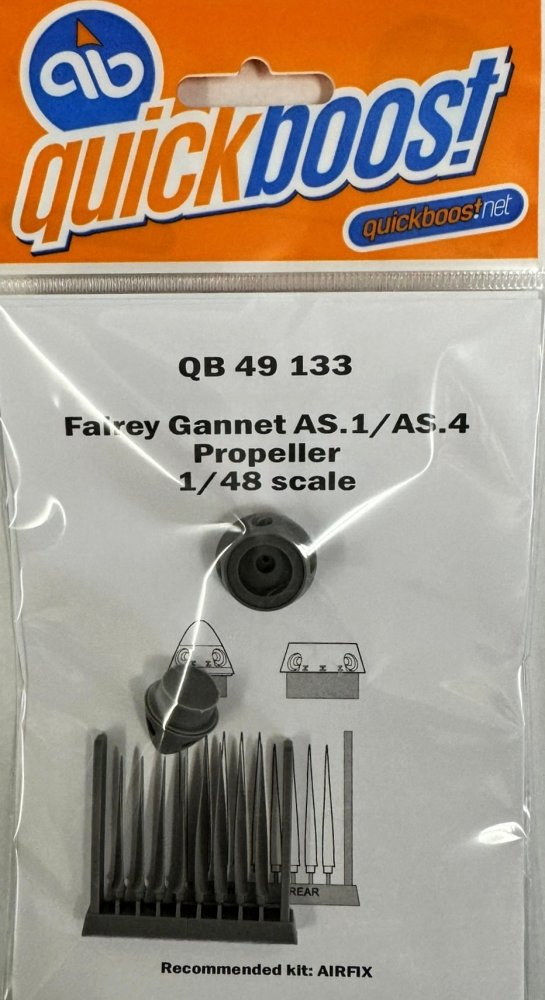 qb
quickboost
quickboost.net
QB 49 133
Fairey Gannet AS.1/AS.4
Propeller
1/48 scale
REAR
Recommended kit: AIRFIX